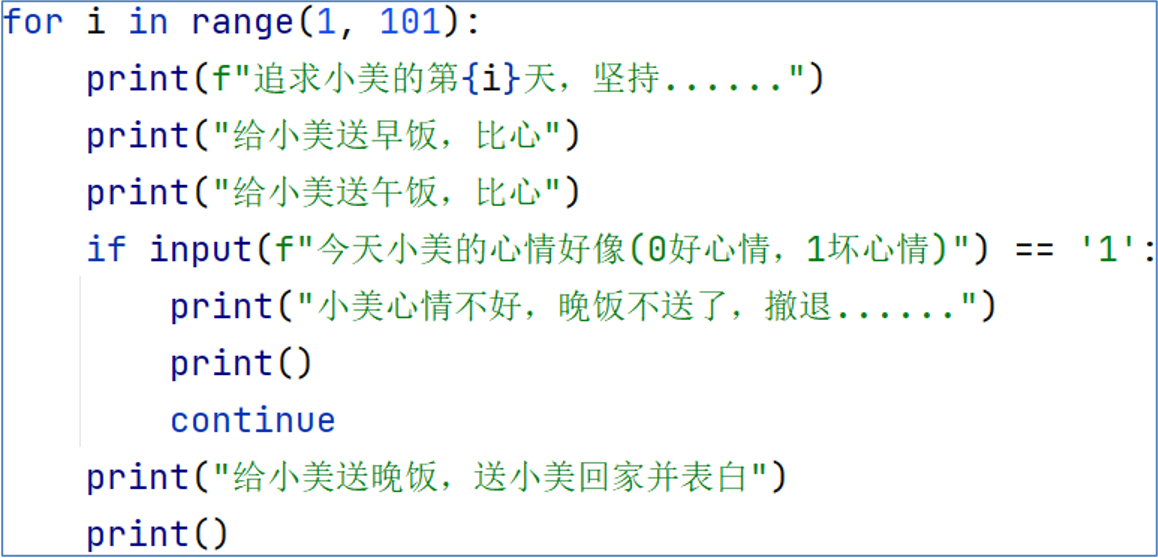 for i in range(1, 101):
    print(f"追求小美的第{i}天，坚持......")
    print("给小美送早饭，比心")
    print("给小美送午饭，比心")
    if input(f"今天小美的心情好像(0好心情，1坏心情)") == '1':
        print("小美心情不好，晚饭不送了，撤退......")
        print()
        continue
    print("给小美送晚饭，送小美回家并表白")
    print()